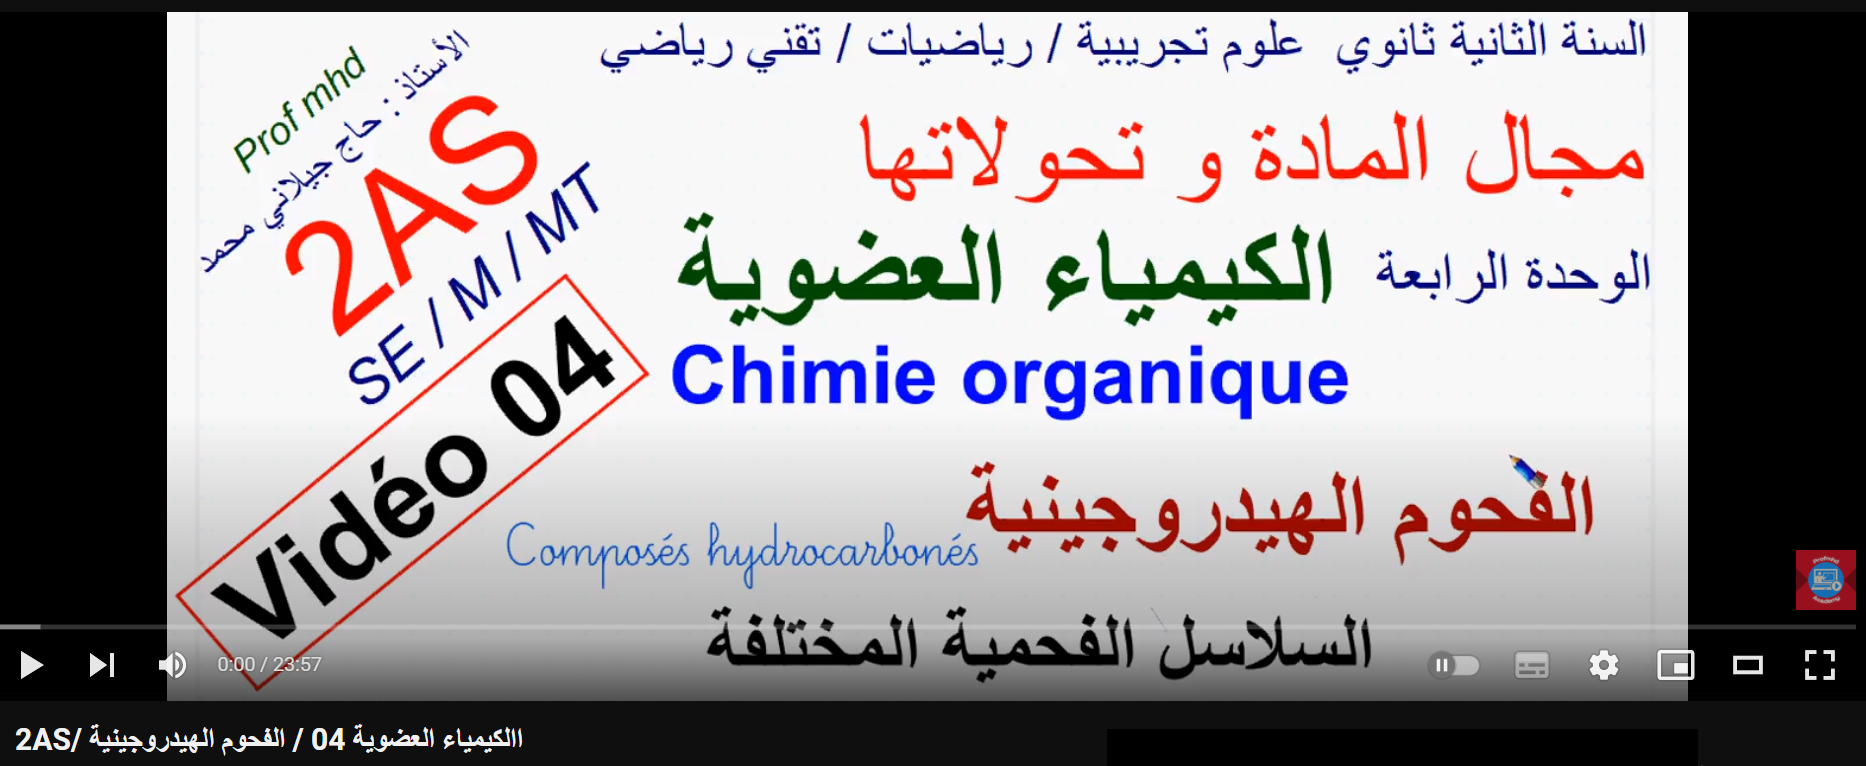 السنة الثانية ثانوي علوم تجريبية / رياضيات / تقني رياضي
Prof mhd
الأستاذ : حاج جيلاني محمد
2AS
SE / M / MT
مجال المادة و تحولاتها
الوحدة الرابعة
الكيمياء العضوية
Chimie organique
Vidéo 04
الفحوم الهيدروجينية
Composés hydrocarbonés
السلاسل الفحمية المختلفة
Profmhd
Academy
0:00 / 23:57
2AS/ االكيمياء العضوية 04 / الفحوم الهيدروجينية